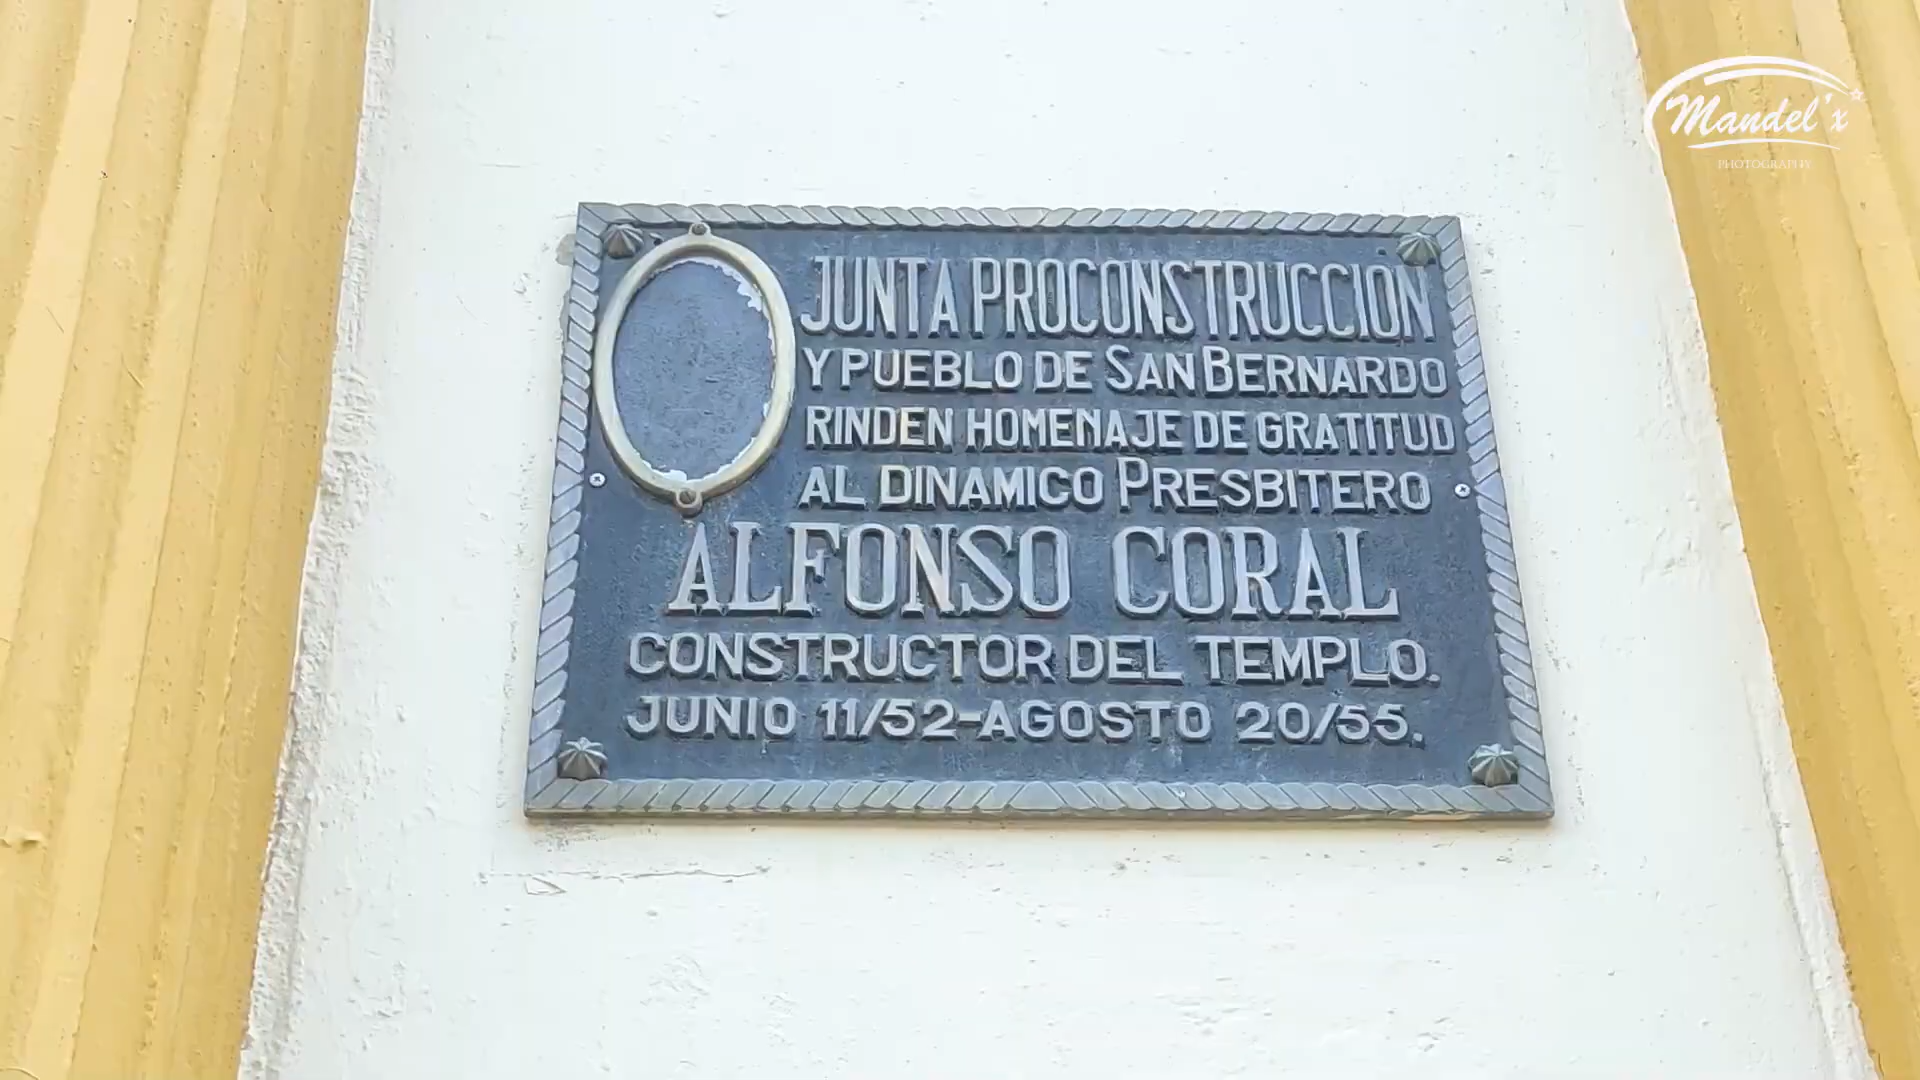 Mandel'x
PHOTOGRAPHY
JUNTA PROCONSTRUCCION
Y PUEBLO DE SAN BERNARDO
RINDEN HOMENAJE DE GRATITUD
AL DINAMICO PRESBITERO
ALFONSO CORAL
CONSTRUCTOR DEL TEMPLO.
JUNIO 11/52-AGOSTO 20/55.